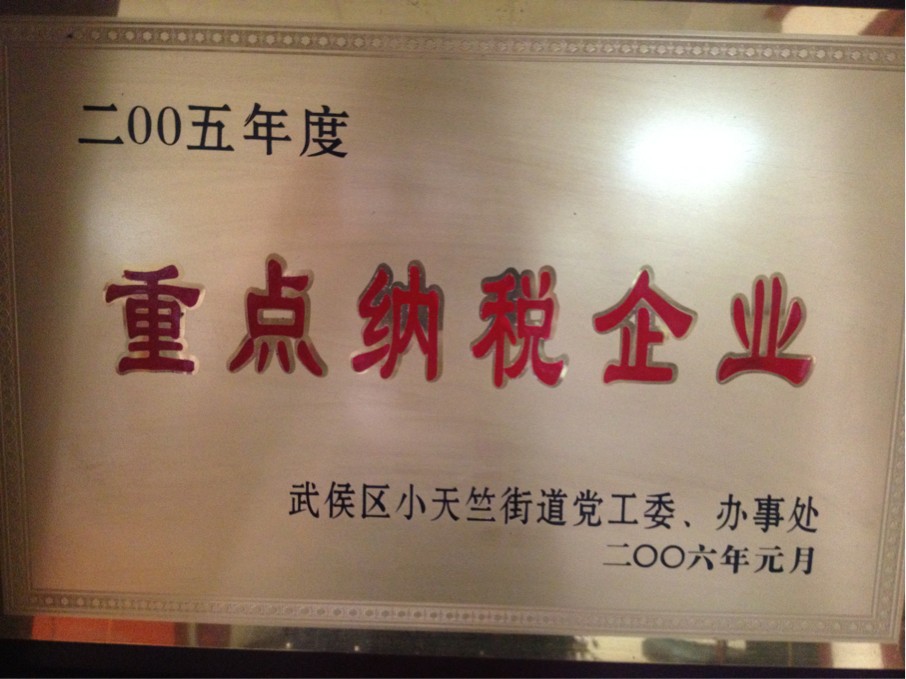 二00五年度
重点纳税企业
武侯区小天竺街道党工委、办事处
二〇〇六年元月